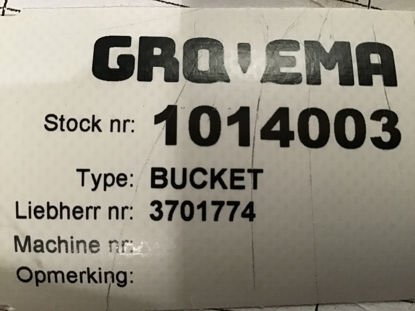 GROVEMA
Stock nr: 1014003
Type: BUCKET
Liebherr nr: 3701774
Machine nr:
Opmerking: